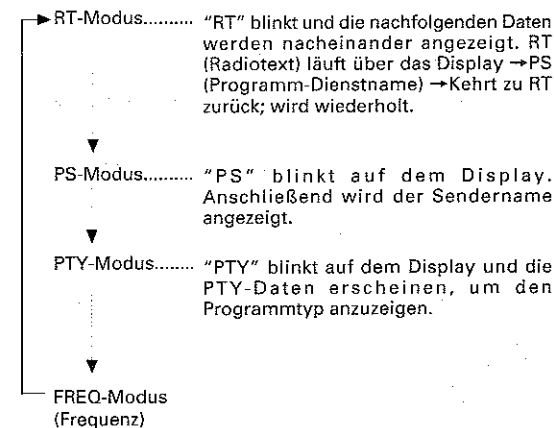 RT-Modus.......... "RT" blinkt und die nachfolgenden Daten
werden nacheinander angezeigt. RT
(Radiotext) läuft über das Display →PS
(Programm-Dienstname) →Kehrt zu RT
zurück; wird wiederholt.
PS-Modus.......... "PS" blinkt auf dem Display.
Anschließend wird der Sendername
angezeigt.
PTY-Modus......... "PTY" blinkt auf dem Display und die
PTY-Daten erscheinen, um den
Programmtyp anzuzeigen.
FREQ-Modus
(Frequenz)